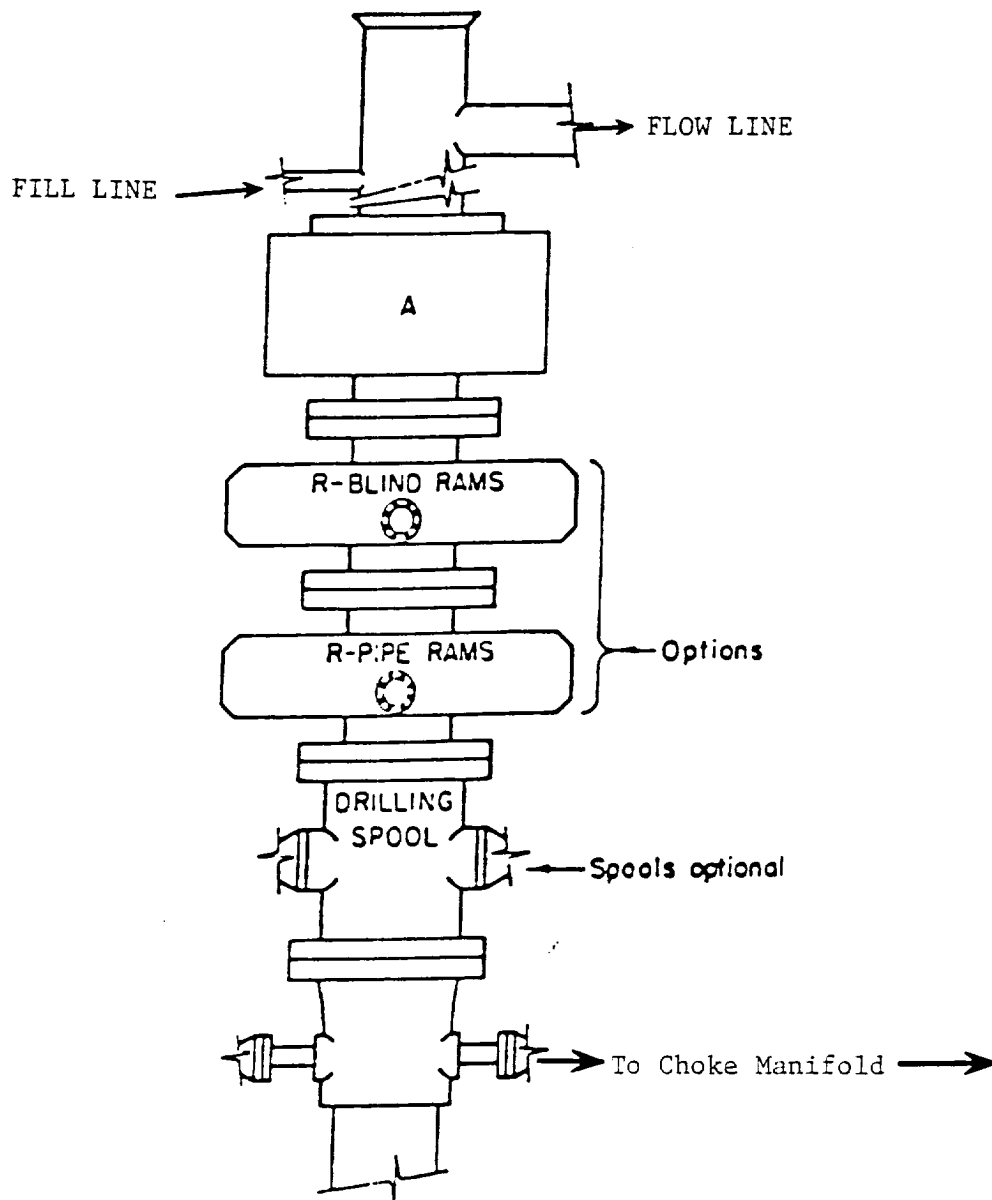 FLOW LINE
FILL LINE
A
R-BLIND RAMS
R-PIPE RAMS
Options
DRILLING
SPOOL
Spools optional
To Choke Manifold